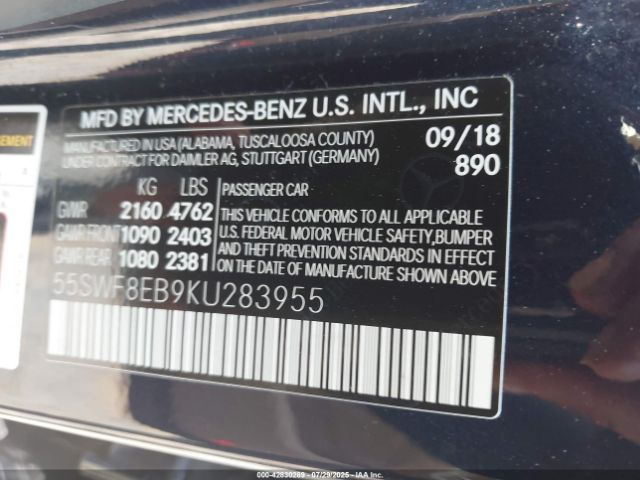 EMENT
MFD BY MERCEDES-BENZ U.S. INTL., INC
MANUFACTURED IN USA (ALABAMA, TUSCALOOSA COUNTY) 09/18
UNDER CONTRACT FOR DAIMLER AG, STUTTGART (GERMANY) 890
KG LBS PASSENGER CAR
GVWR 2160 4762 THIS VEHICLE CONFORMS TO ALL APPLICABLE
GAWR FRONT 1090 2403 U.S. FEDERAL MOTOR VEHICLE SAFETY,BUMPER
GAWR REAR 1080 2381 AND THEFT PREVENTION STANDARDS IN EFFECT
ON THE DATE OF MANUFACTURE SHOWN ABOVE.
55SWF8EB9KU283955
000-42830289 07/29/2025 IAA Inc.